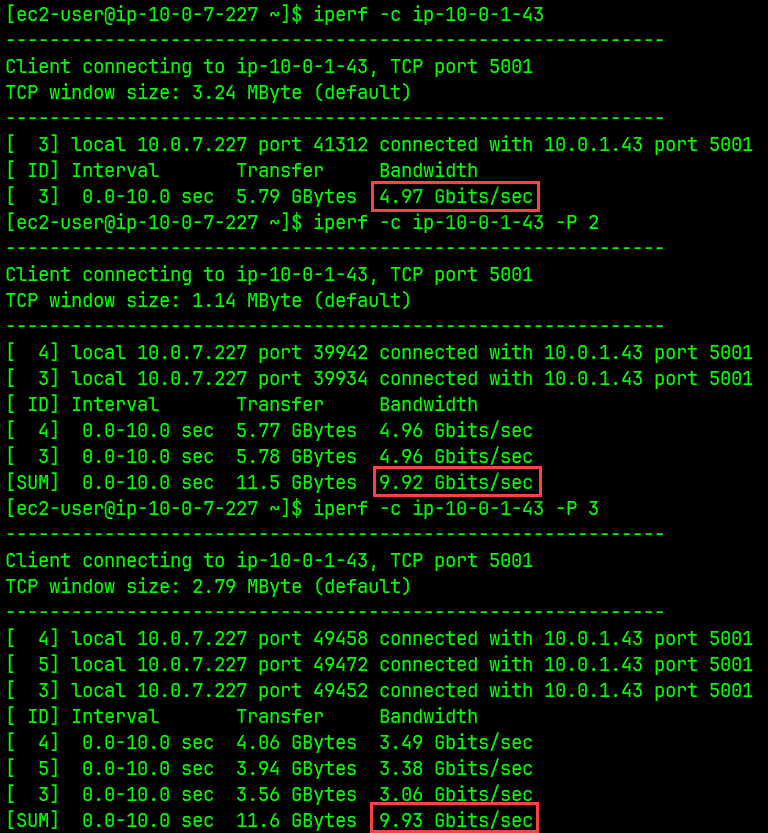 [ec2-user@ip-10-0-7-227 ~]$ iperf -c ip-10-0-1-43
------------------------------------------------------------
Client connecting to ip-10-0-1-43, TCP port 5001
TCP window size: 3.24 MByte (default)
------------------------------------------------------------
[  3] local 10.0.7.227 port 41312 connected with 10.0.1.43 port 5001
[ ID] Interval       Transfer     Bandwidth
[  3]  0.0-10.0 sec  5.79 GBytes  4.97 Gbits/sec
[ec2-user@ip-10-0-7-227 ~]$ iperf -c ip-10-0-1-43 -P 2
------------------------------------------------------------
Client connecting to ip-10-0-1-43, TCP port 5001
TCP window size: 1.14 MByte (default)
------------------------------------------------------------
[  4] local 10.0.7.227 port 39942 connected with 10.0.1.43 port 5001
[  3] local 10.0.7.227 port 39934 connected with 10.0.1.43 port 5001
[ ID] Interval       Transfer     Bandwidth
[  4]  0.0-10.0 sec  5.77 GBytes  4.96 Gbits/sec
[  3]  0.0-10.0 sec  5.78 GBytes  4.96 Gbits/sec
[SUM]  0.0-10.0 sec  11.5 GBytes  9.92 Gbits/sec
[ec2-user@ip-10-0-7-227 ~]$ iperf -c ip-10-0-1-43 -P 3
------------------------------------------------------------
Client connecting to ip-10-0-1-43, TCP port 5001
TCP window size: 2.79 MByte (default)
------------------------------------------------------------
[  4] local 10.0.7.227 port 49458 connected with 10.0.1.43 port 5001
[  5] local 10.0.7.227 port 49472 connected with 10.0.1.43 port 5001
[  3] local 10.0.7.227 port 49452 connected with 10.0.1.43 port 5001
[ ID] Interval       Transfer     Bandwidth
[  4]  0.0-10.0 sec  4.06 GBytes  3.49 Gbits/sec
[  5]  0.0-10.0 sec  3.94 GBytes  3.38 Gbits/sec
[  3]  0.0-10.0 sec  3.56 GBytes  3.06 Gbits/sec
[SUM]  0.0-10.0 sec  11.6 GBytes  9.93 Gbits/sec